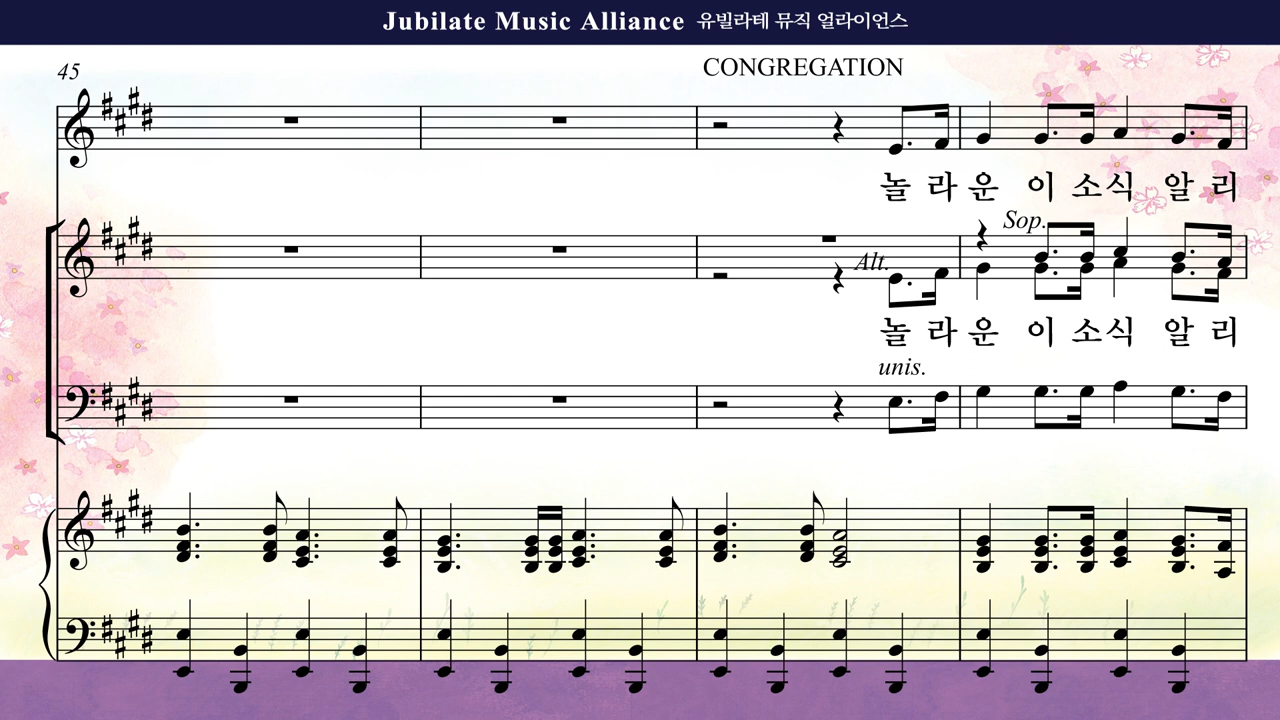 Jubilate Music Alliance 유빌라테 뮤직 얼라이언스
45
CONGREGATION
놀 라 운 이 소 식 알 리
Sop.
Alt.
놀 라 운 이 소 식 알 리
unis.